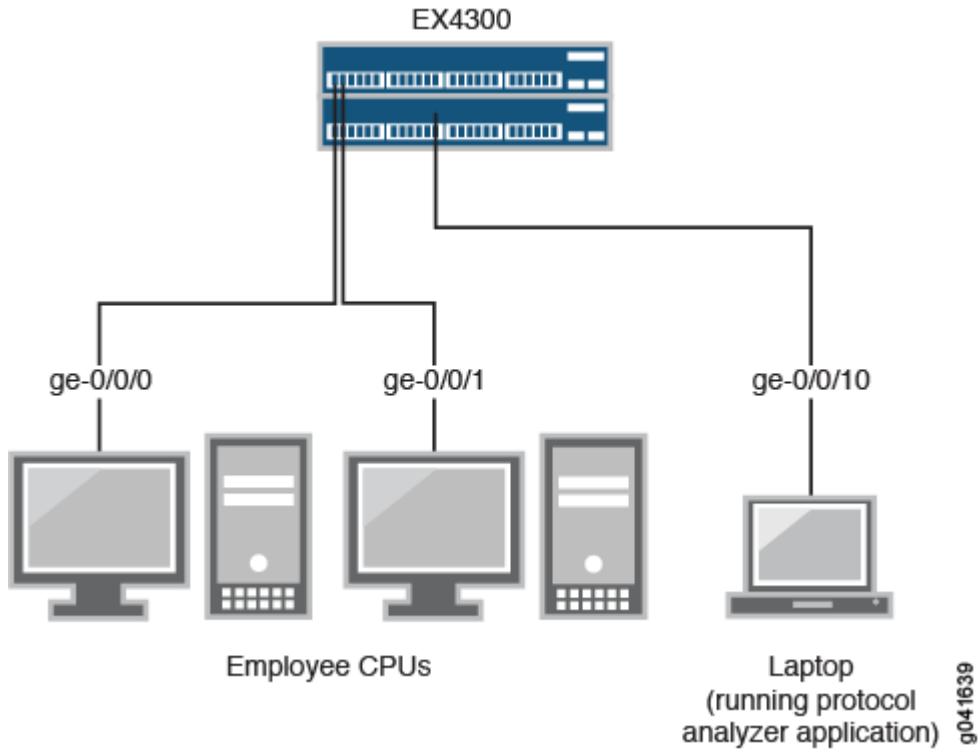 EX4300
ge-0/0/0
ge-0/0/1
ge-0/0/10
Employee CPUs
Laptop
(running protocol
analyzer application)
g041639